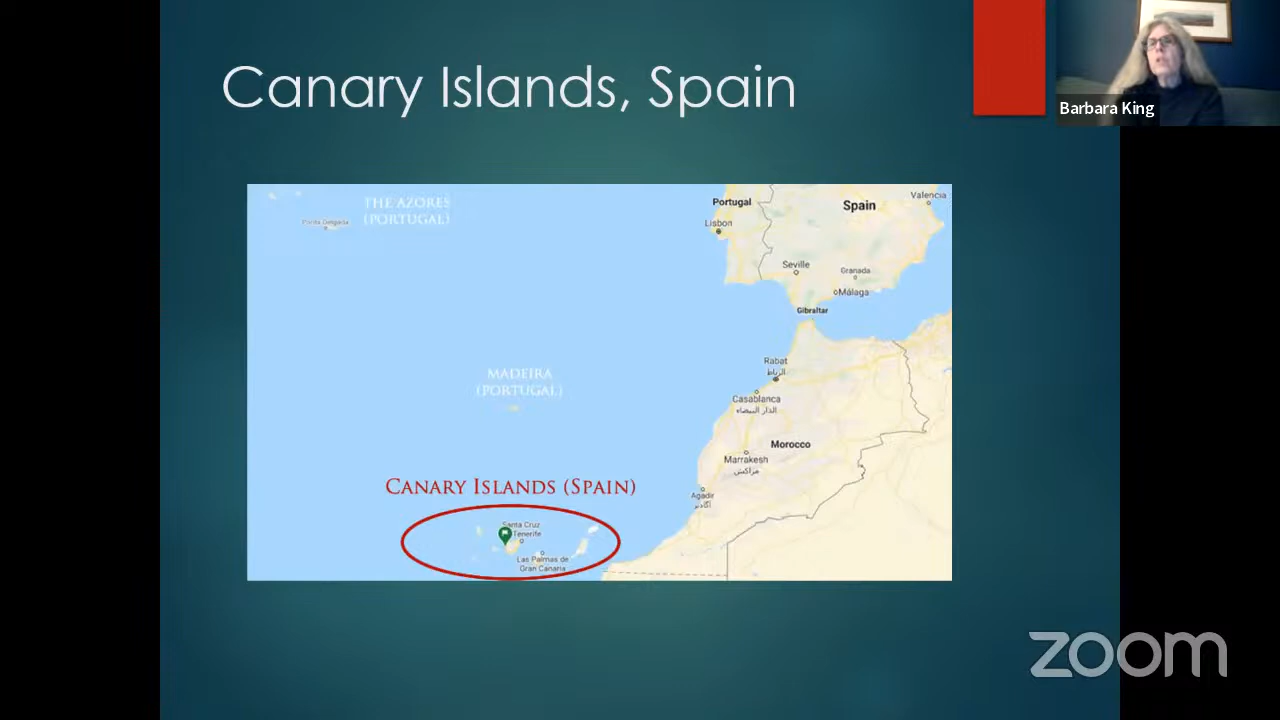 Canary Islands, Spain
Barbara King
THE AZORES
(PORTUGAL)
Ponta Delgada
Portugal
Lisbon
Spain
Valencia
Seville
Granada
Málaga
Gibraltar
Rabat
الرباط
Casablanca
الدار البيضاء
Morocco
Marrakesh
مراكش
MADEIRA
(PORTUGAL)
Agadir
أكادير
CANARY ISLANDS (SPAIN)
Santa Cruz
Tenerife
Las Palmas de
Gran Canaria
zoom